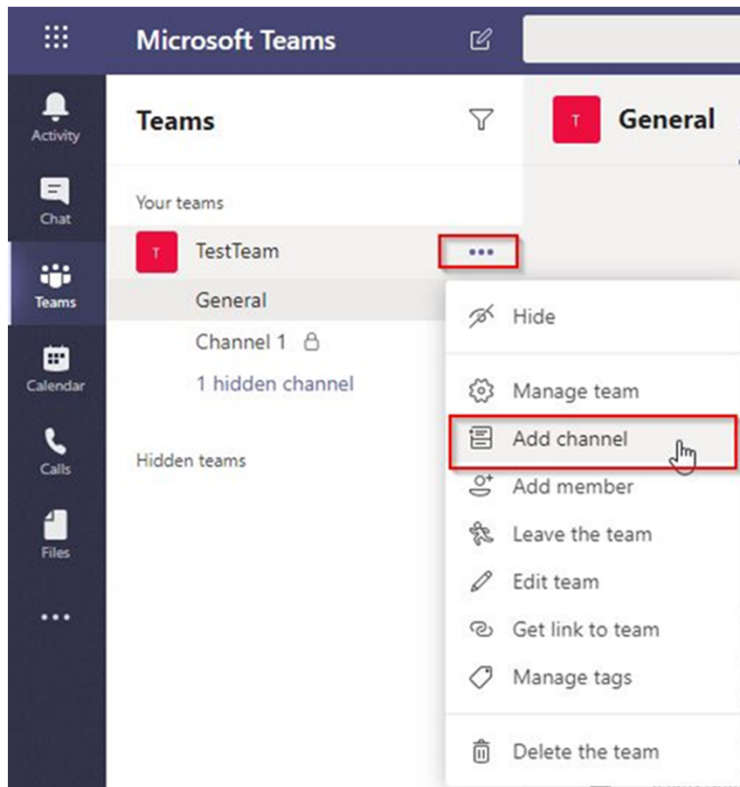 Microsoft Teams
Activity
Chat
Teams
Calendar
Calls
Files
Teams
Your teams
T TestTeam
General
Channel 1
1 hidden channel
Hidden teams
T General
Hide
Manage team
Add channel
Add member
Leave the team
Edit team
Get link to team
Manage tags
Delete the team